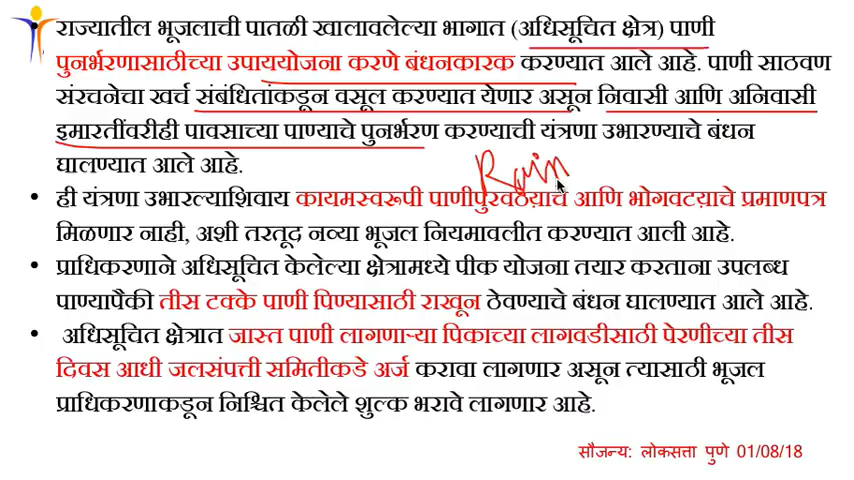 राज्यातील भूजलाची पातळी खालावलेल्या भागात (अधिसूचित क्षेत्र) पाणी
पुनर्भरणासाठीच्या उपाययोजना करणे बंधनकारक करण्यात आले आहे. पाणी साठवण
संरचनेचा खर्च संबंधितांकडून वसूल करण्यात येणार असून निवासी आणि अनिवासी
इमारतींवरीही पावसाच्या पाण्याचे पुनर्भरण करण्याची यंत्रणा उभारण्याचे बंधन
घालण्यात आले आहे.
Rain
• ही यंत्रणा उभारल्याशिवाय कायमस्वरूपी पाणीपुरवठय़ाचे आणि भोगवटय़ाचे प्रमाणपत्र
मिळणार नाही, अशी तरतूद नव्या भूजल नियमावलीत करण्यात आली आहे.
• प्राधिकरणाने अधिसूचित केलेल्या क्षेत्रामध्ये पीक योजना तयार करताना उपलब्ध
पाण्यापैकी तीस टक्के पाणी पिण्यासाठी राखून ठेवण्याचे बंधन घालण्यात आले आहे.
• अधिसूचित क्षेत्रात जास्त पाणी लागणाऱ्या पिकाच्या लागवडीसाठी पेरणीच्या तीस
दिवस आधी जलसंपत्ती समितीकडे अर्ज करावा लागणार असून त्यासाठी भूजल
प्राधिकरणाकडून निश्चित केलेले शुल्क भरावे लागणार आहे.
सौजन्य: लोकसत्ता पुणे 01/08/18